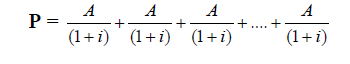 P = A/(1+i) + A/(1+i) + A/(1+i) + .... + A/(1+i)